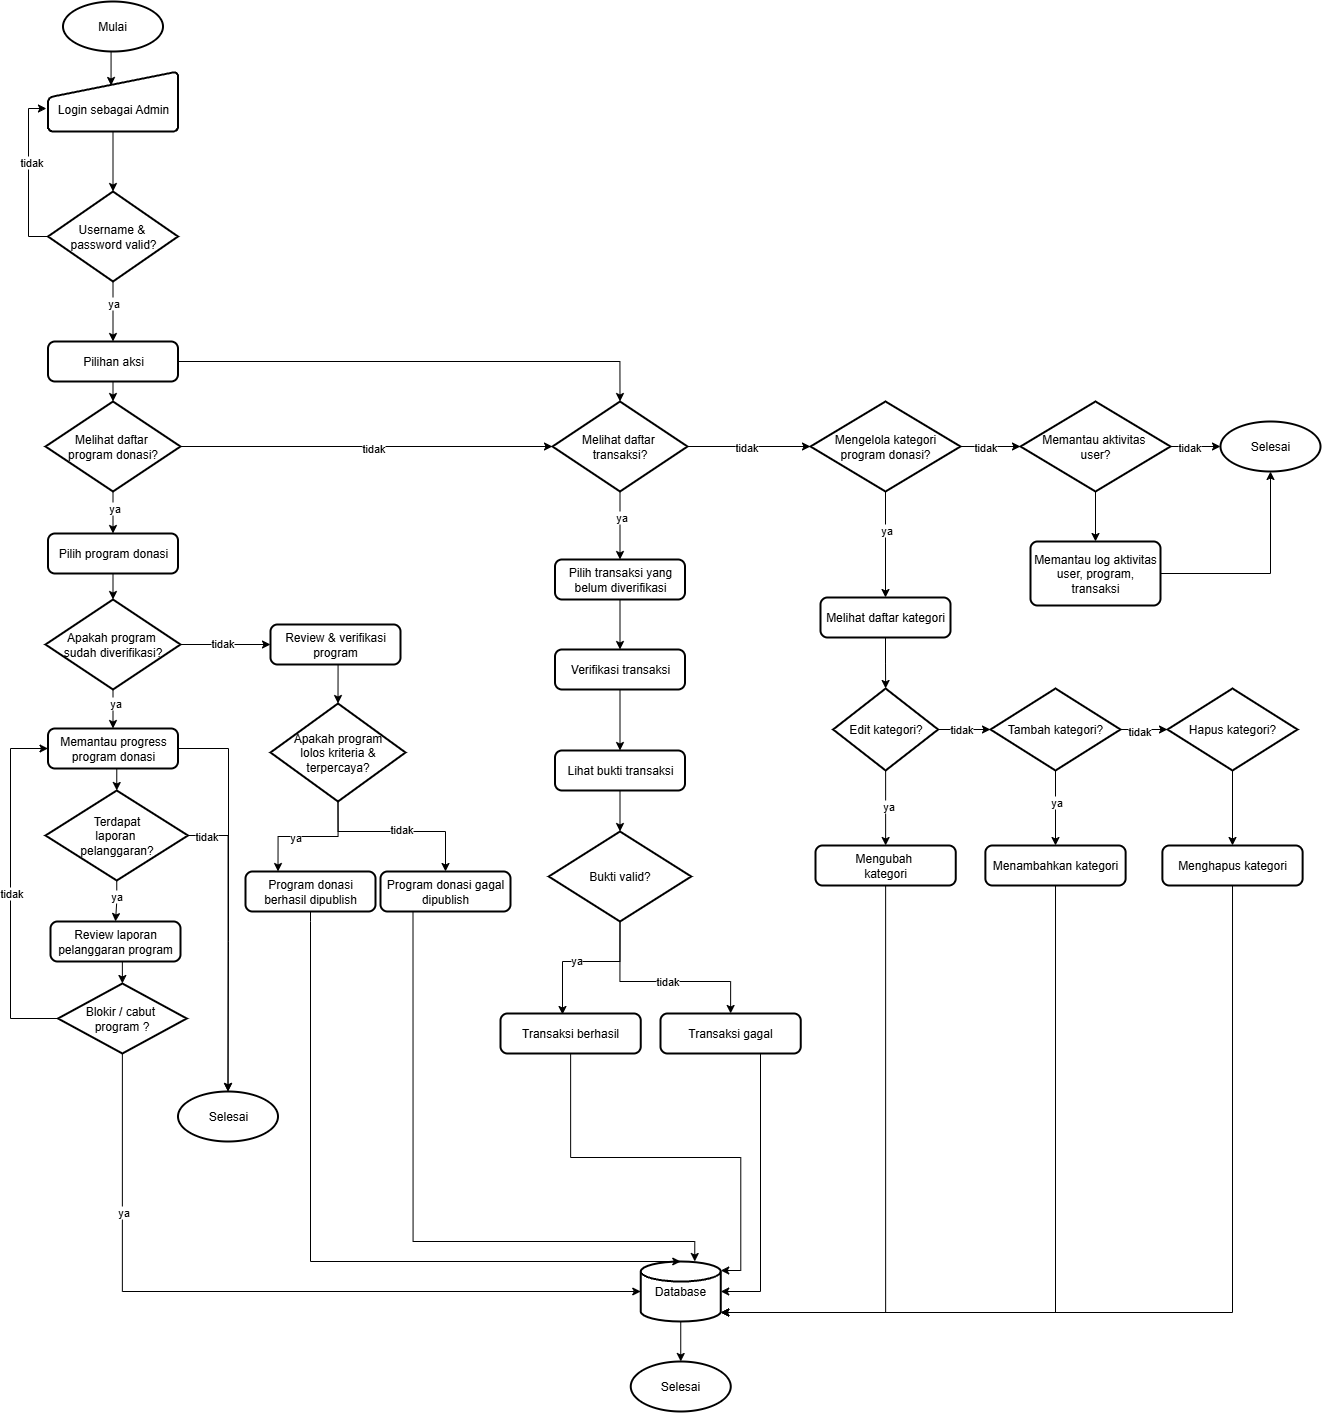 Mulai
Login sebagai Admin
tidak
Username &
password valid?
ya
Pilihan aksi
Melihat daftar
program donasi?
tidak
Melihat daftar
transaksi?
tidak
Mengelola kategori
program donasi?
tidak
Memantau aktivitas
user?
tidak
Selesai
ya
Pilih program donasi
Apakah program
sudah diverifikasi?
tidak
Review & verifikasi
program
ya
Memantau progress
program donasi
Apakah program
lolos kriteria &
terpercaya?
Terdapat
laporan
pelanggaran?
tidak
ya
tidak
ya
tidak
Program donasi
berhasil dipublish
Program donasi gagal
dipublish
Review laporan
pelanggaran program
Blokir / cabut
program ?
Selesai
ya
ya
Pilih transaksi yang
belum diverifikasi
Verifikasi transaksi
Lihat bukti transaksi
Bukti valid?
ya
tidak
Transaksi berhasil
Transaksi gagal
ya
Melihat daftar kategori
Memantau log aktivitas
user, program,
transaksi
Edit kategori?
tidak
Tambah kategori?
tidak
Hapus kategori?
ya
ya
Mengubah
kategori
Menambahkan kategori
Menghapus kategori
Database
Selesai